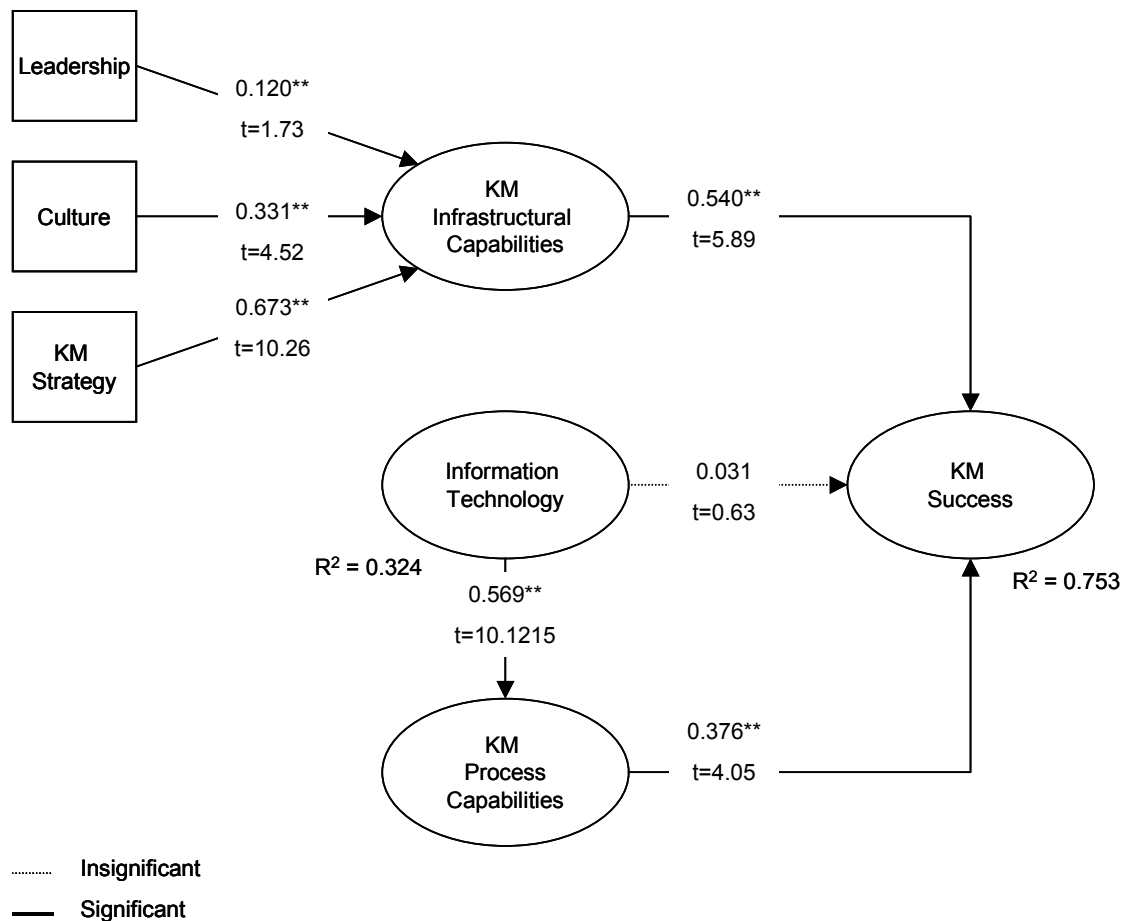 Leadership
0.120**
t=1.73
Culture
0.331**
t=4.52
KM
Strategy
0.673**
t=10.26
KM
Infrastructural
Capabilities
0.540**
t=5.89
Information
Technology
R² = 0.324
0.031
t=0.63
KM
Success
R² = 0.753
0.569**
t=10.1215
KM
Process
Capabilities
0.376**
t=4.05
Insignificant
Significant